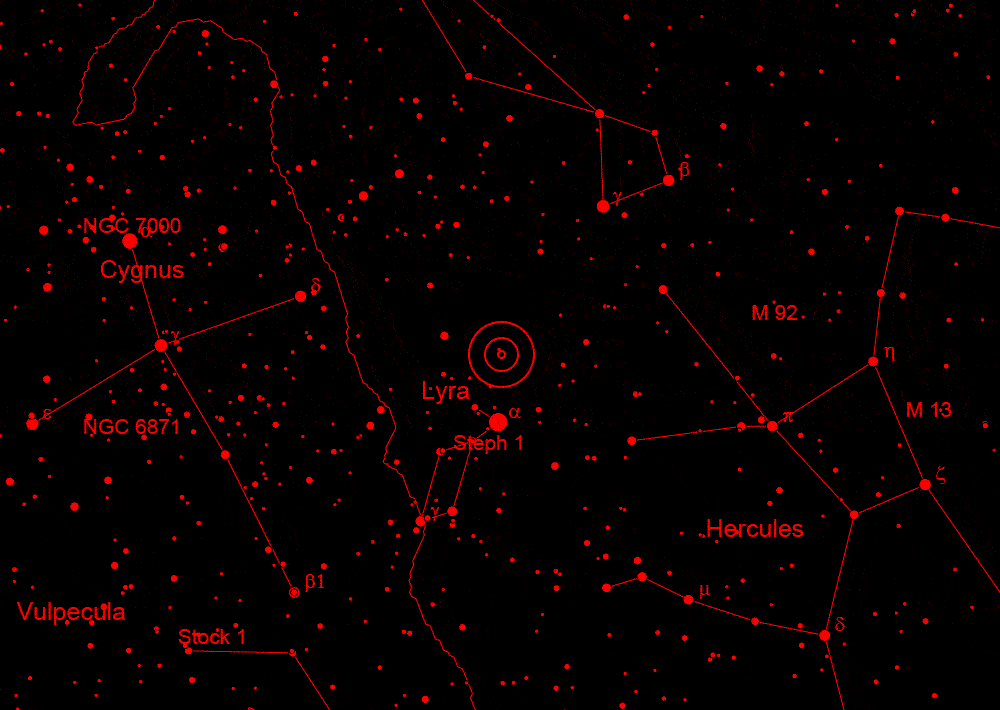 β
γ
NGC 7000
α
Cygnus
δ
M 92
γ
η
Lyra
ε
α
π
M 13
NGC 6871
Steph 1
ζ
γ
Hercules
β1
μ
Vulpecula
δ
Stock 1